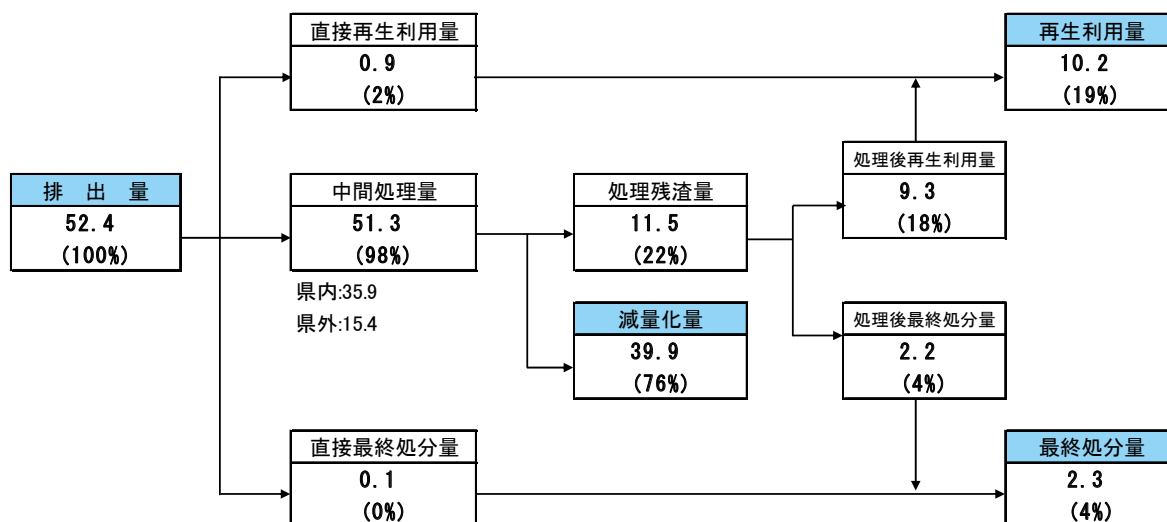 直接再生利用量
0.9
(2%)
再生利用量
10.2
(19%)
処理後再生利用量
9.3
(18%)
排 出 量
52.4
(100%)
中間処理量
51.3
(98%)
県内:35.9
県外:15.4
処理残渣量
11.5
(22%)
減量化量
39.9
(76%)
処理後最終処分量
2.2
(4%)
直接最終処分量
0.1
(0%)
最終処分量
2.3
(4%)